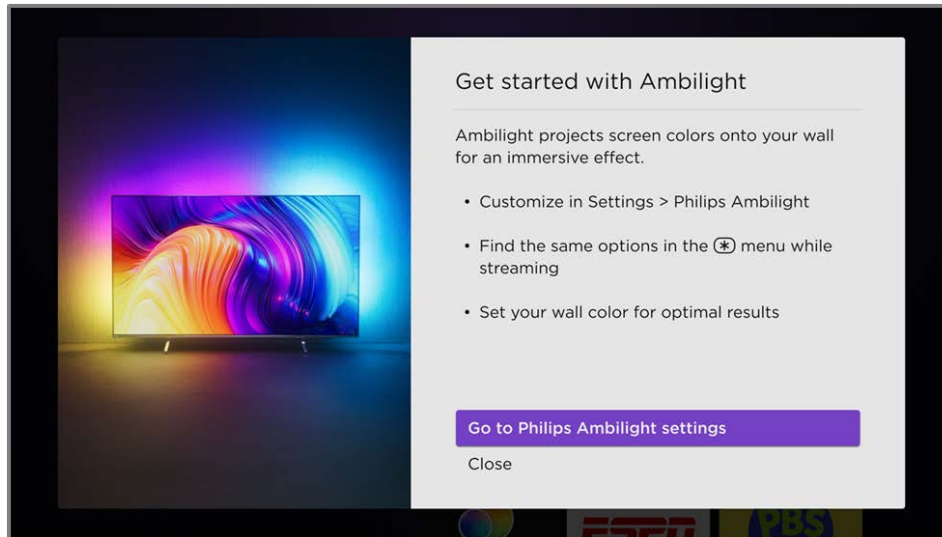 Get started with Ambilight
Ambilight projects screen colors onto your wall
for an immersive effect.
• Customize in Settings > Philips Ambilight
• Find the same options in the ✱ menu while
streaming
• Set your wall color for optimal results
Go to Philips Ambilight settings
Close
ESPN
PBS